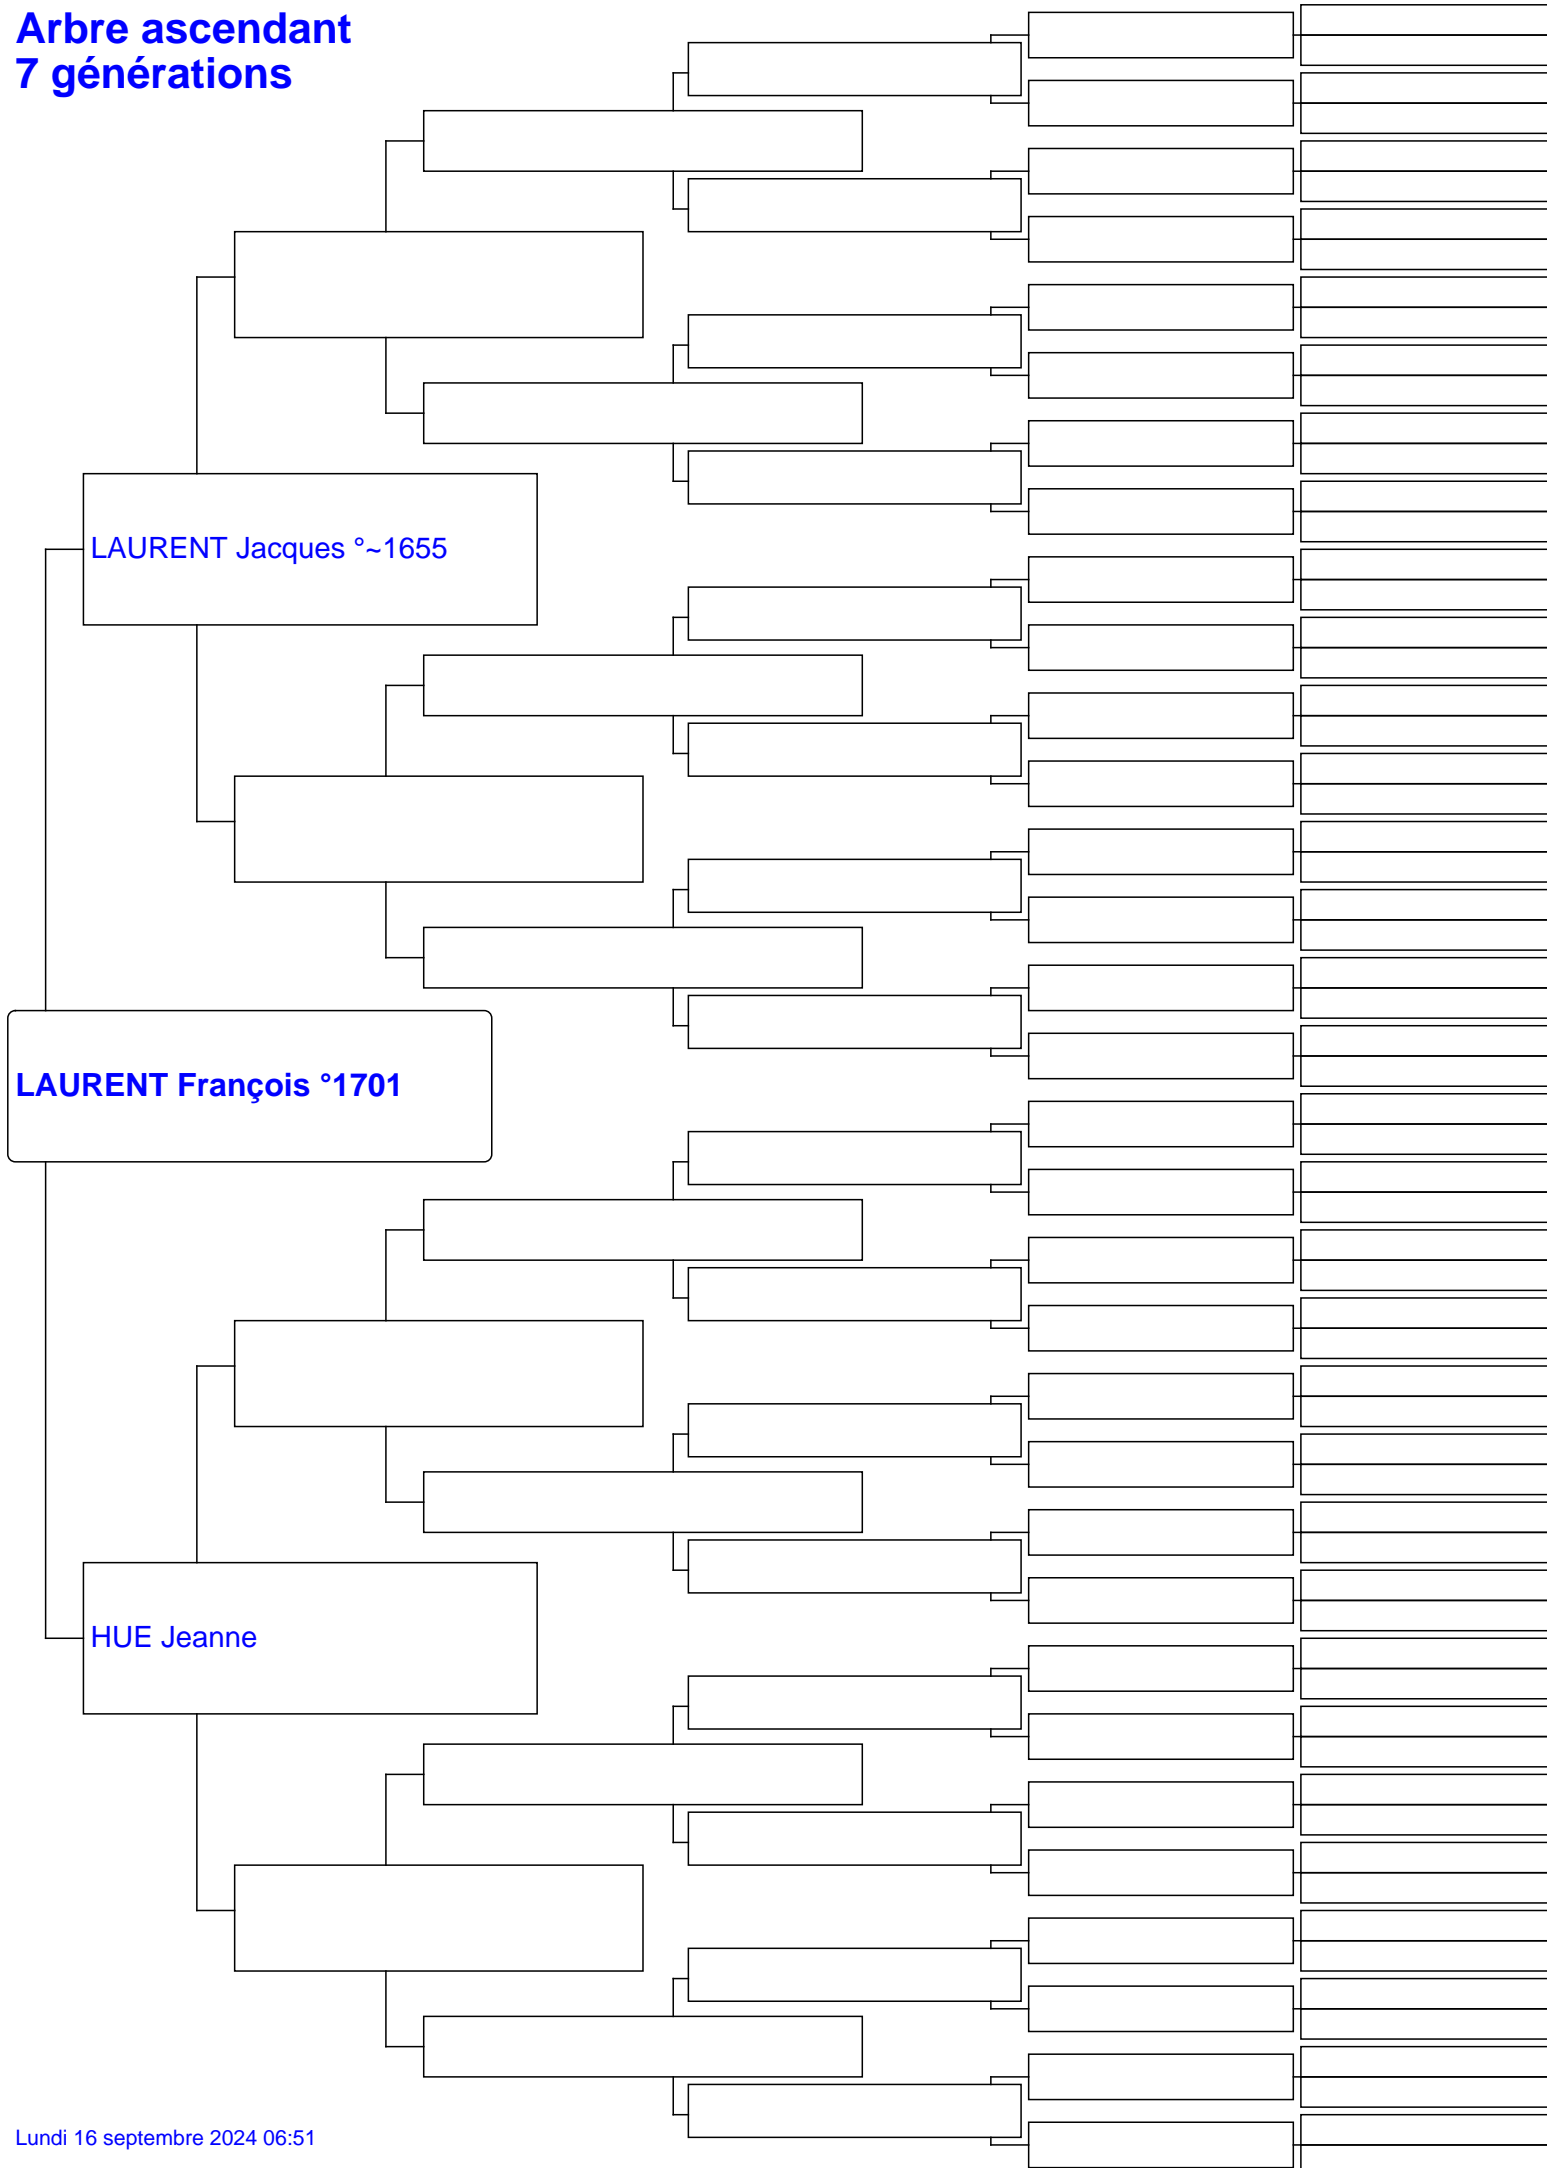 Arbre ascendant
7 générations
LAURENT Jacques °~1655
LAURENT François °1701
HUE Jeanne
Lundi 16 septembre 2024 06:51